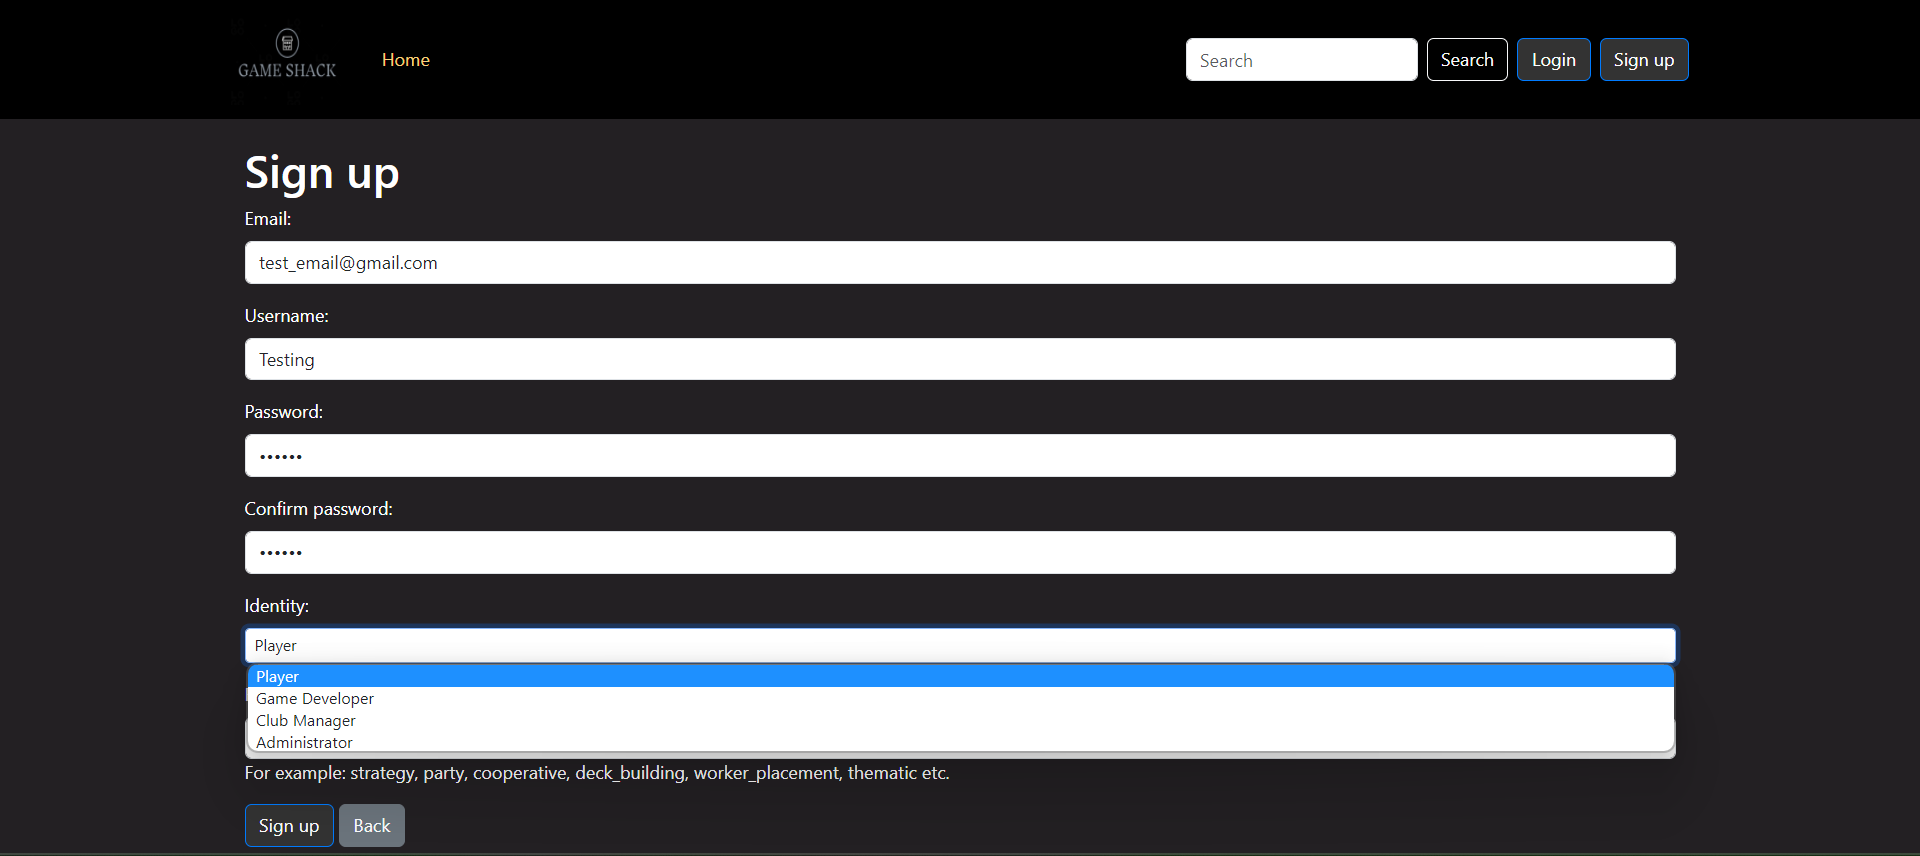 GAME SHACK
Home
Search
Search
Login
Sign up
Sign up
Email:
test_email@gmail.com
Username:
Testing
Password:
••••••
Confirm password:
••••••
Identity:
Player
Player
Game Developer
Club Manager
Administrator
For example: strategy, party, cooperative, deck_building, worker_placement, thematic etc.
Sign up
Back